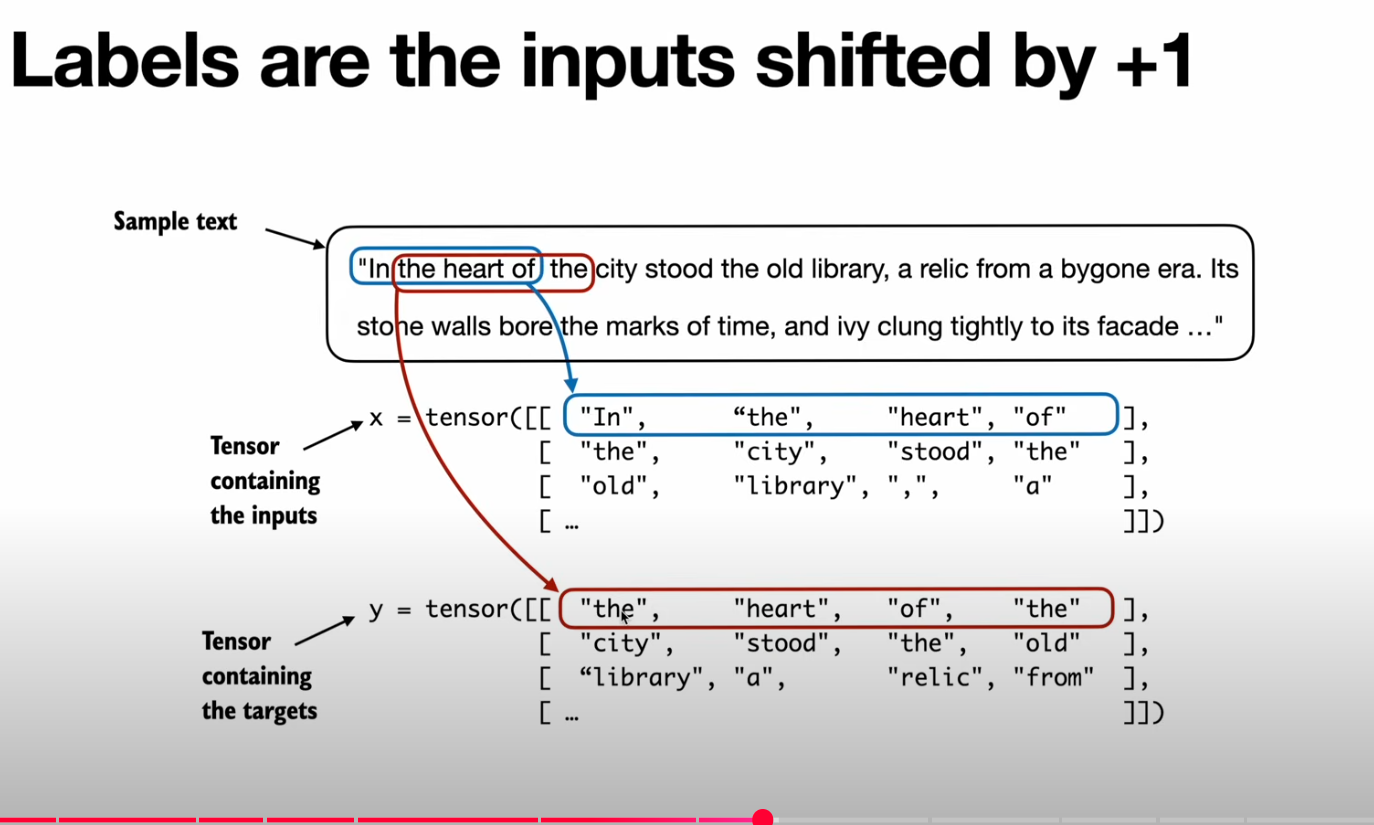 Labels are the inputs shifted by +1
Sample text
"In the heart of the city stood the old library, a relic from a bygone era. Its
stone walls bore the marks of time, and ivy clung tightly to its facade …"
x = tensor([[ "In", “the", "heart", "of" ],
[ "the", "city", "stood", "the" ],
[ "old", "library", ",", "a" ],
[ … ]])
Tensor
containing
the inputs
y = tensor([[ "the", "heart", "of", "the" ],
[ "city", "stood", "the", "old" ],
[ “library", "a", "relic", "from" ],
[ … ]])
Tensor
containing
the targets